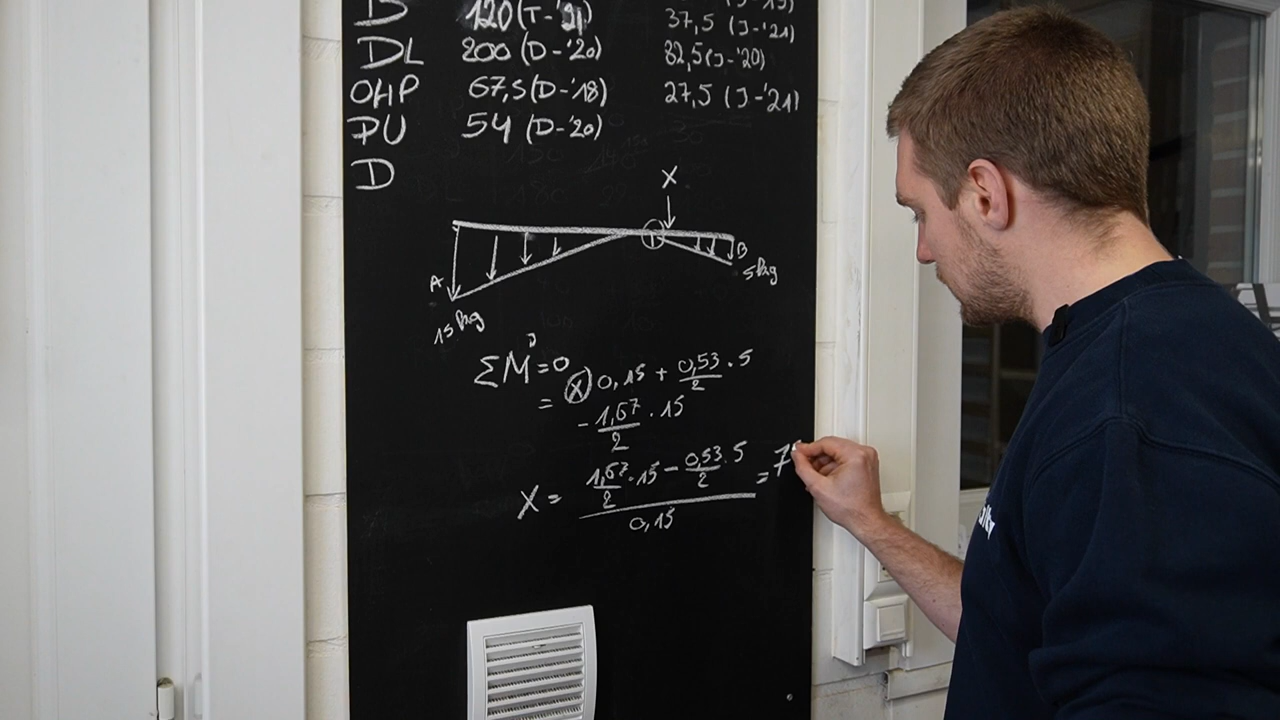 120 (T-'21)
37,5 (J-'21)
DL 200 (D-'20) 82,5 (J-'20)
OHP 67,5 (D-'18) 27,5 (J-'21)
PU 54 (D-'20)
D
X
A
B
5 kg
15 kg
ΣM = 0
= X 0,15 + 0,53/2 · 5
- 1,67/2 · 15
X = (1,67/2 · 15 - 0,53/2 · 5) / 0,15 = 7